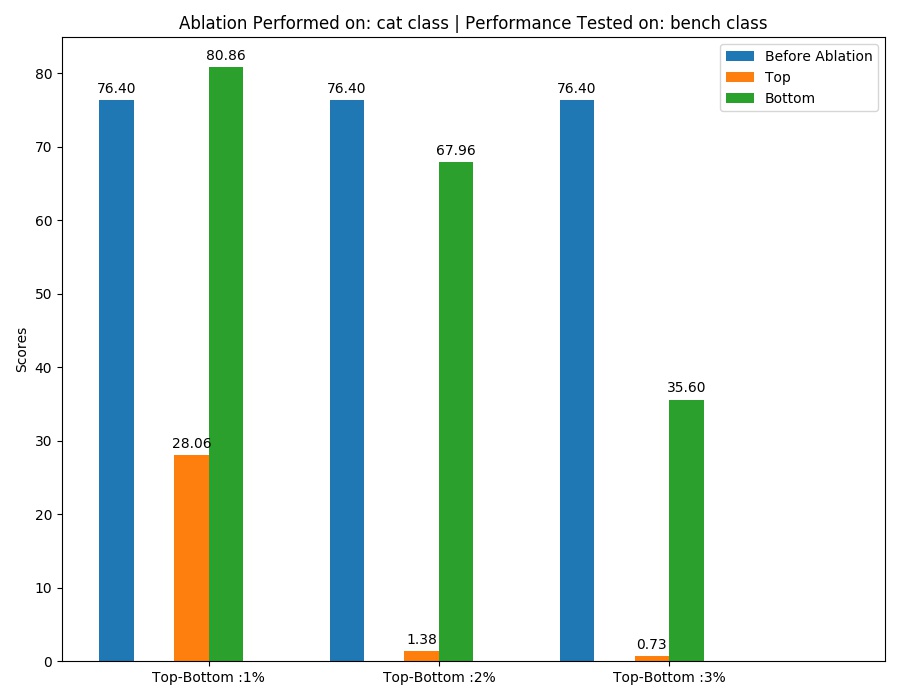 Ablation Performed on: cat class | Performance Tested on: bench class
Before Ablation
Top
Bottom
Scores
80
70
60
50
40
30
20
10
0
76.40
28.06
80.86
76.40
1.38
67.96
76.40
0.73
35.60
Top-Bottom :1%
Top-Bottom :2%
Top-Bottom :3%